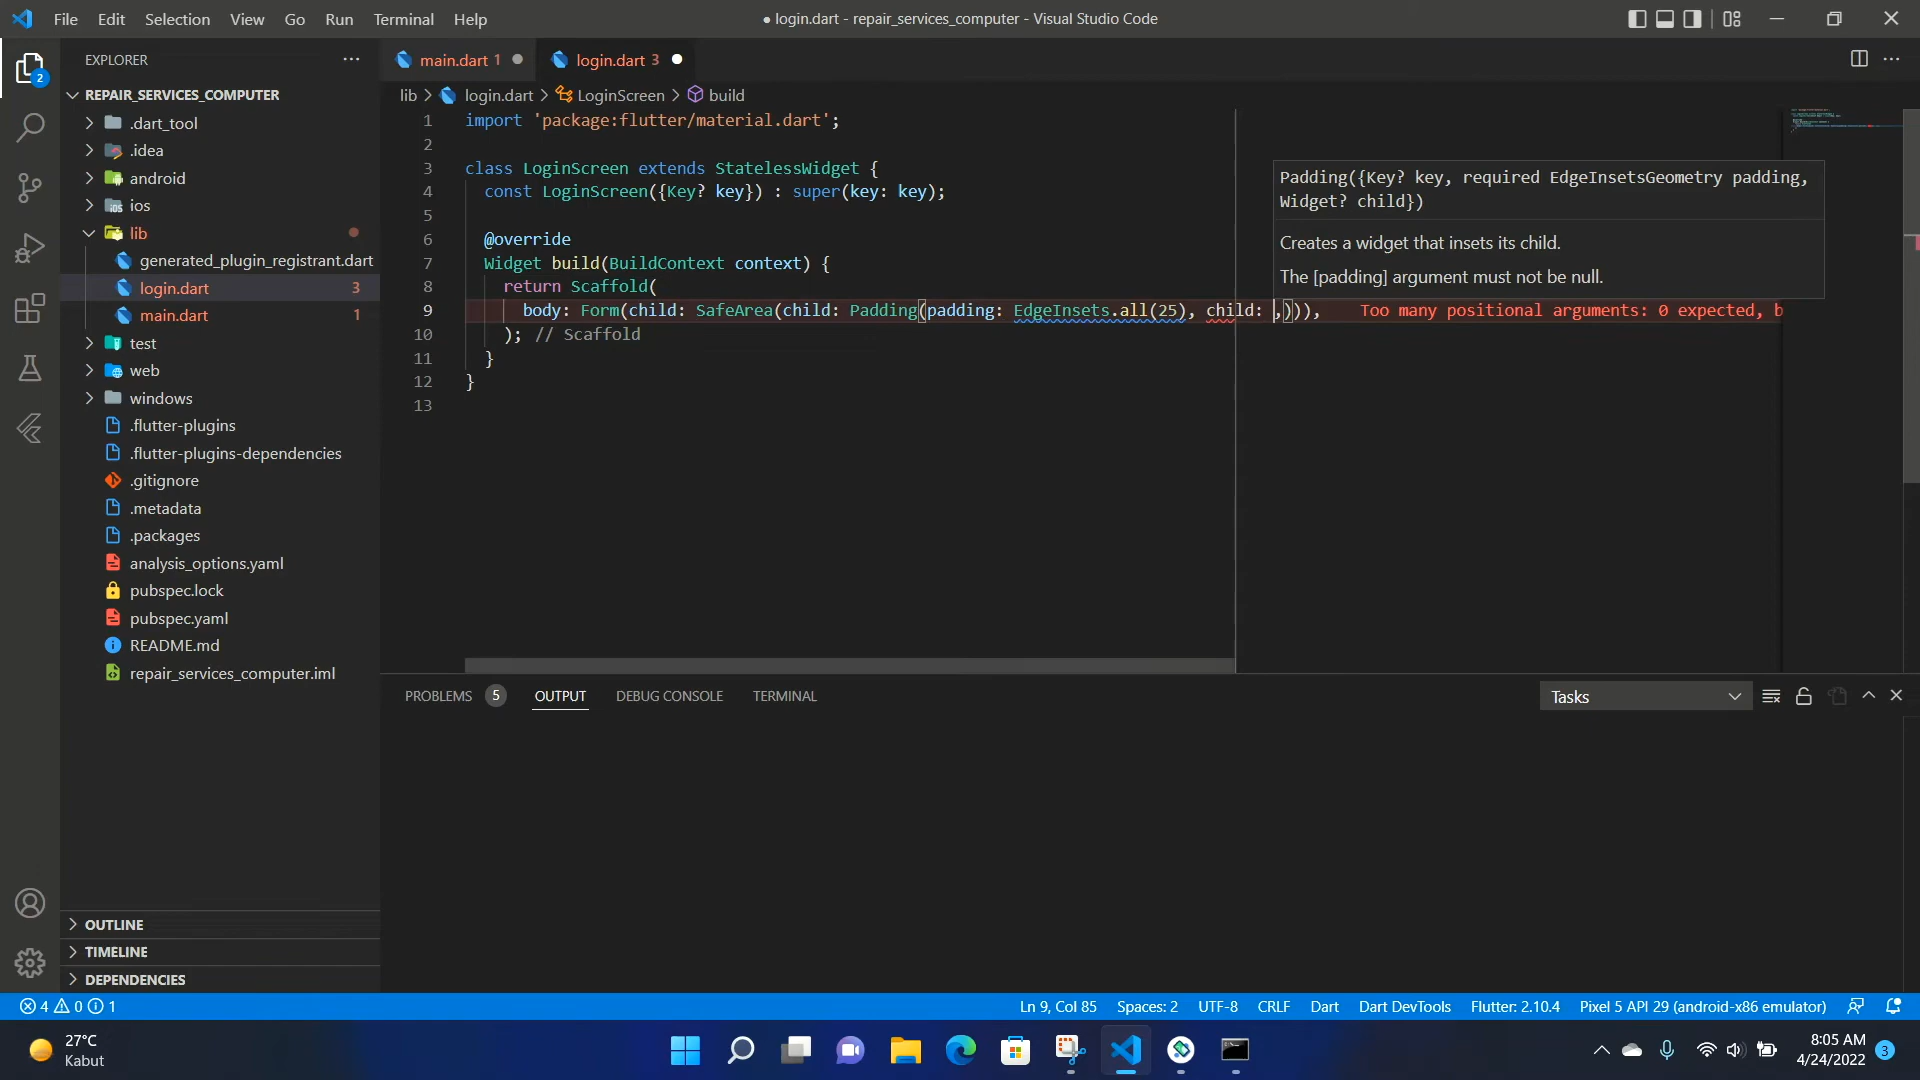 File Edit Selection View Go Run Terminal Help
● login.dart - repair_services_computer - Visual Studio Code
EXPLORER
main.dart 1
login.dart 3
2
REPAIR_SERVICES_COMPUTER
lib > login.dart > LoginScreen > build
.dart_tool
.idea
android
ios
lib
generated_plugin_registrant.dart
login.dart 3
main.dart 1
test
web
windows
.flutter-plugins
.flutter-plugins-dependencies
.gitignore
.metadata
.packages
analysis_options.yaml
pubspec.lock
pubspec.yaml
README.md
repair_services_computer.iml
OUTLINE
TIMELINE
DEPENDENCIES
1 import 'package:flutter/material.dart';
2
3 class LoginScreen extends StatelessWidget {
4 const LoginScreen({Key? key}) : super(key: key);
5
6 @override
7 Widget build(BuildContext context) {
8 return Scaffold(
9 body: Form(child: SafeArea(child: Padding(padding: EdgeInsets.all(25), child: ,))), Too many positional arguments: 0 expected, b
10 ); // Scaffold
11 }
12 }
13
Padding({Key? key, required EdgeInsetsGeometry padding,
Widget? child})
Creates a widget that insets its child.
The [padding] argument must not be null.
PROBLEMS 5 OUTPUT DEBUG CONSOLE TERMINAL
Tasks
4 0 1
Ln 9, Col 85 Spaces: 2 UTF-8 CRLF Dart Dart DevTools Flutter: 2.10.4 Pixel 5 API 29 (android-x86 emulator)
27°C
Kabut
8:05 AM
4/24/2022
3